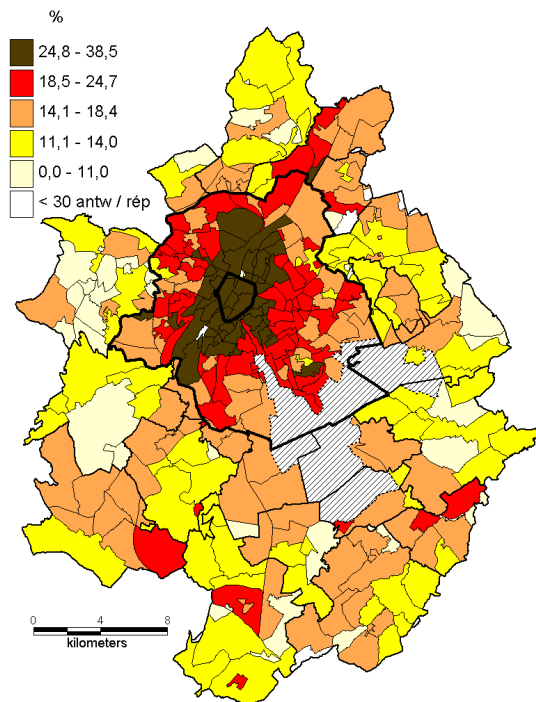 %
24,8 - 38,5
18,5 - 24,7
14,1 - 18,4
11,1 - 14,0
0,0 - 11,0
< 30 antw / rép
0 4 8
kilometers